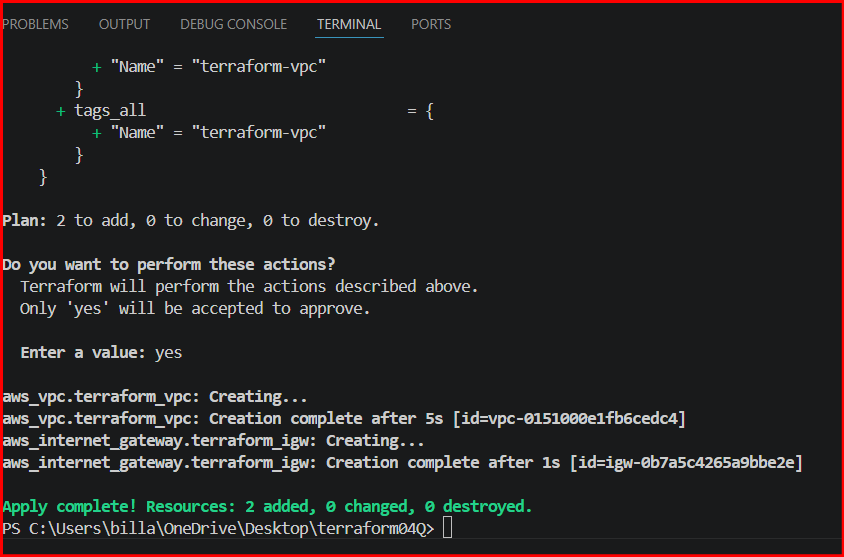 PROBLEMS OUTPUT DEBUG CONSOLE TERMINAL PORTS
+ "Name" = "terraform-vpc"
}
+ tags_all = {
+ "Name" = "terraform-vpc"
}
}
Plan: 2 to add, 0 to change, 0 to destroy.
Do you want to perform these actions?
Terraform will perform the actions described above.
Only 'yes' will be accepted to approve.
Enter a value: yes
aws_vpc.terraform_vpc: Creating...
aws_vpc.terraform_vpc: Creation complete after 5s [id=vpc-0151000e1fb6cedc4]
aws_internet_gateway.terraform_igw: Creating...
aws_internet_gateway.terraform_igw: Creation complete after 1s [id=igw-0b7a5c4265a9bbe2e]
Apply complete! Resources: 2 added, 0 changed, 0 destroyed.
PS C:\Users\billa\OneDrive\Desktop\terraform04Q>